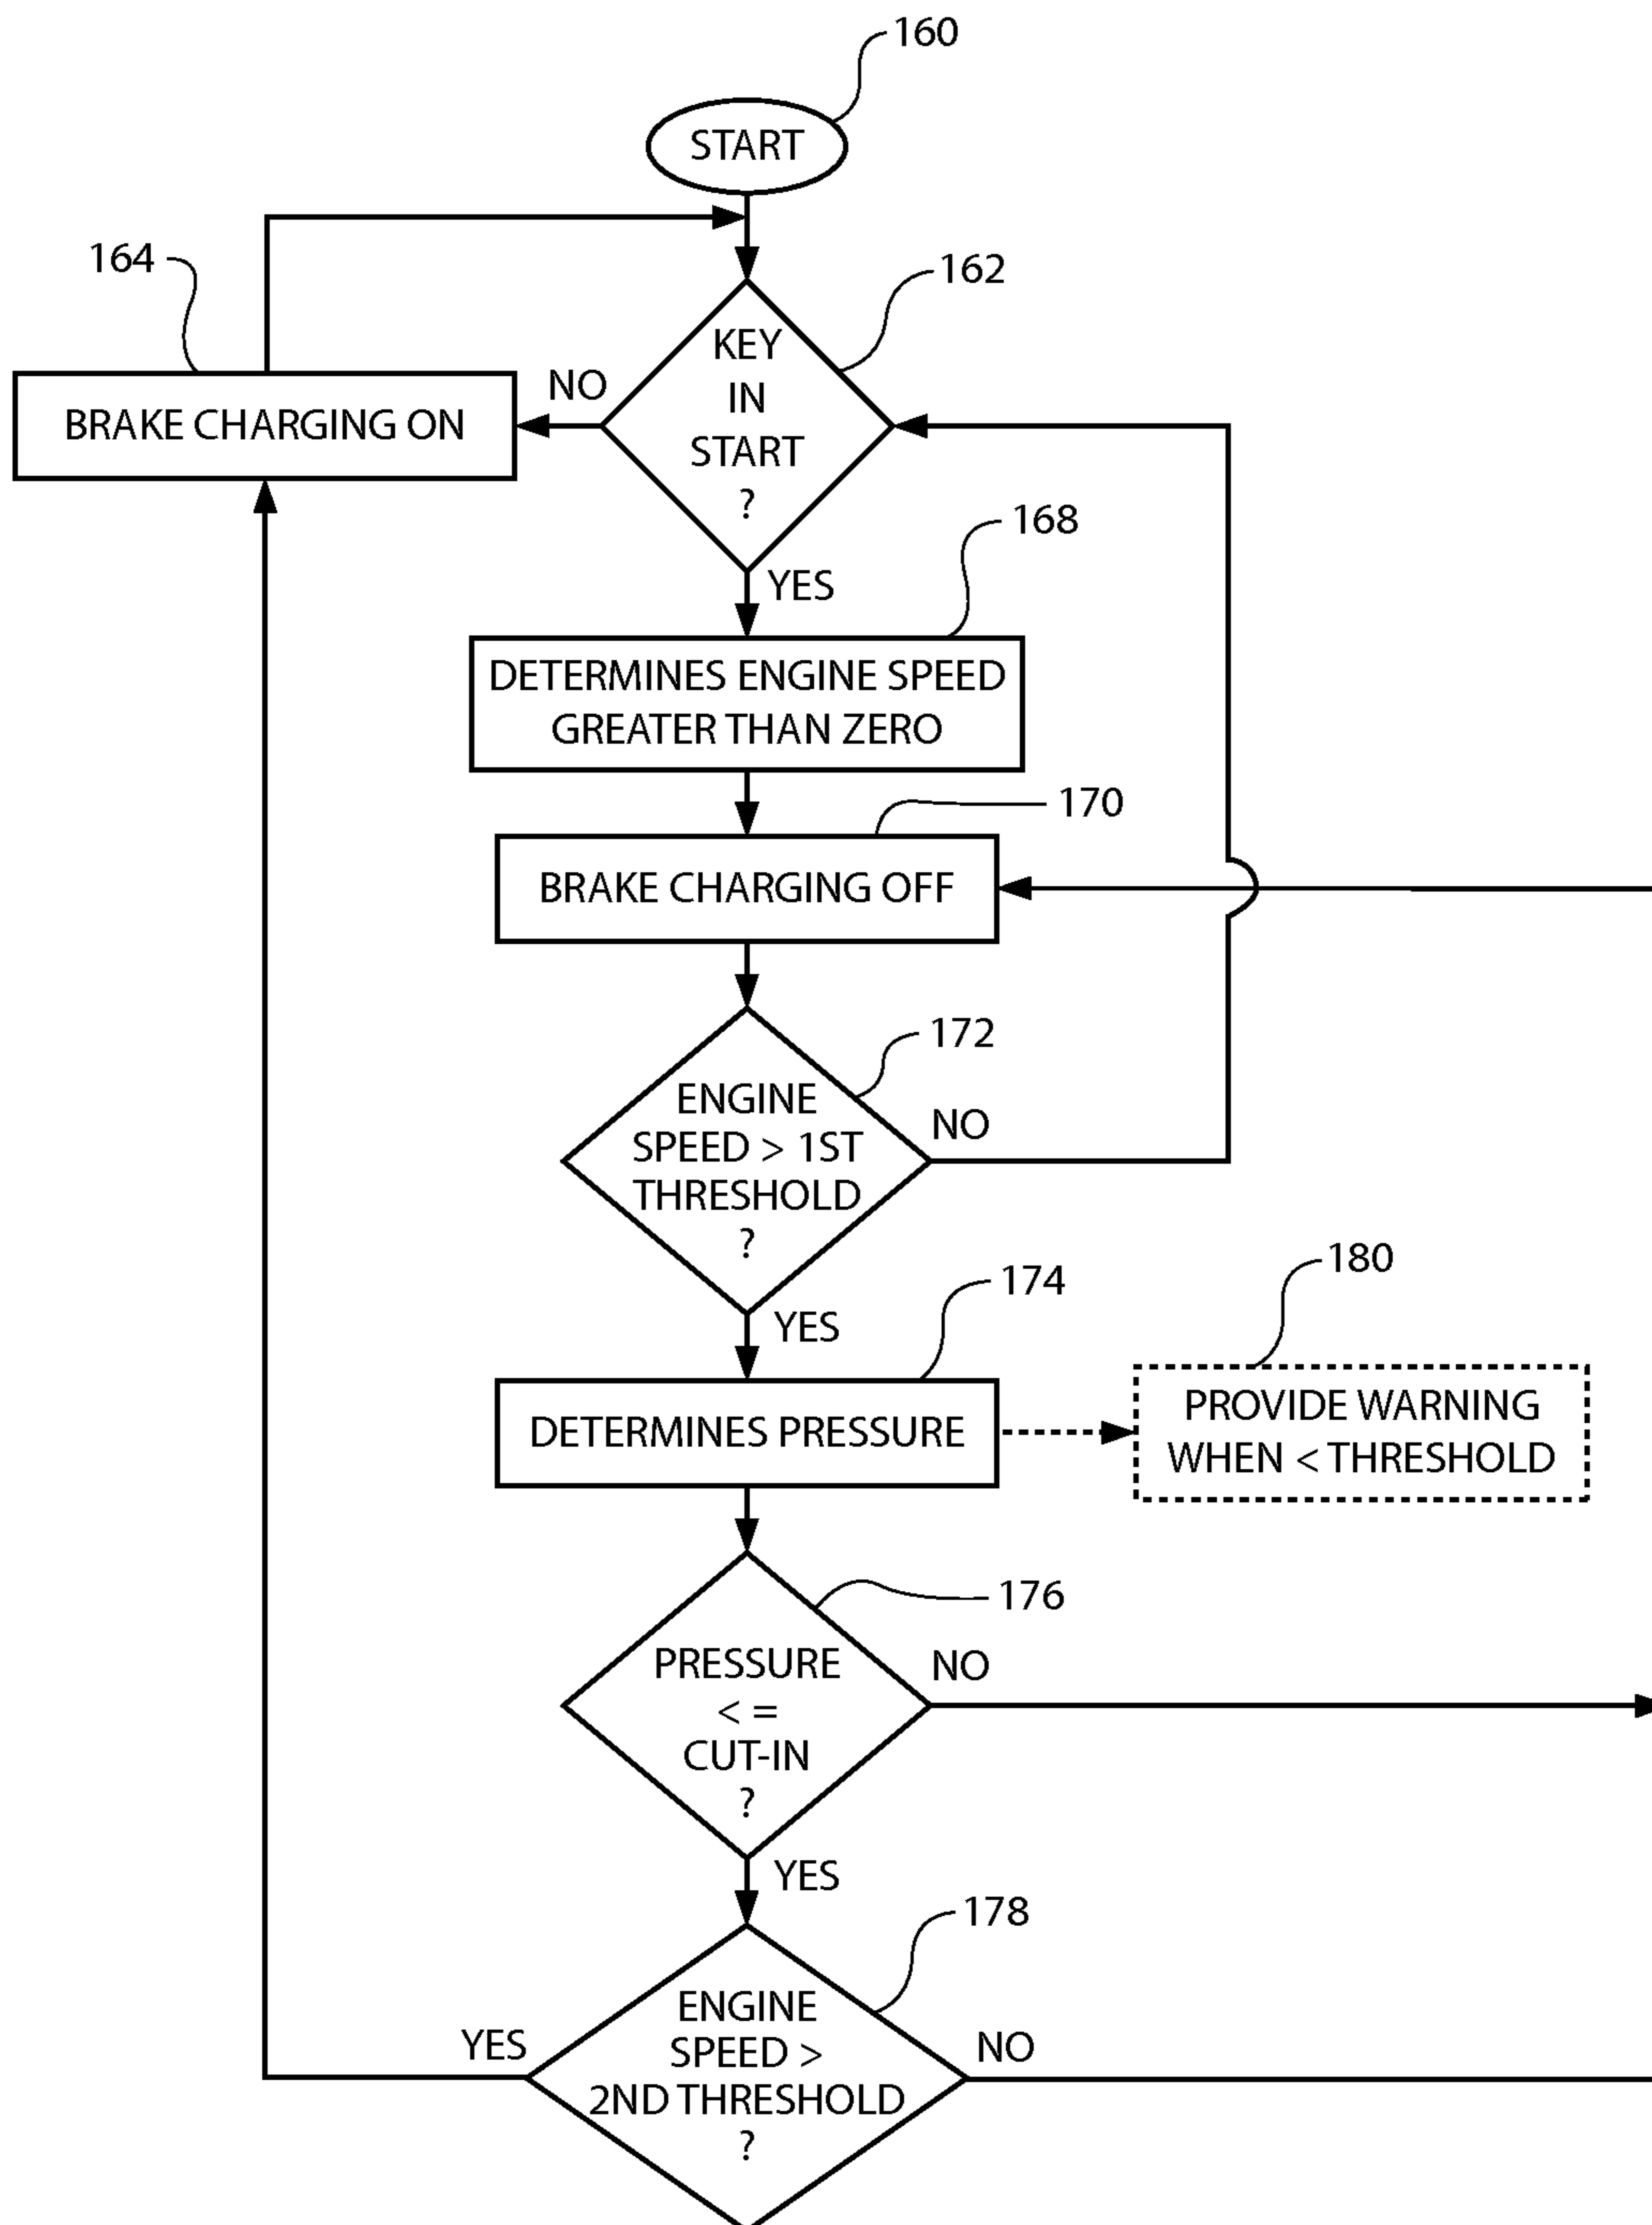 160
START
164
162
KEY
IN
START
?
NO
BRAKE CHARGING ON
YES
168
DETERMINES ENGINE SPEED
GREATER THAN ZERO
170
BRAKE CHARGING OFF
172
ENGINE
SPEED > 1ST
THRESHOLD
?
NO
YES
174
180
DETERMINES PRESSURE
PROVIDE WARNING
WHEN < THRESHOLD
176
PRESSURE
< =
CUT-IN
?
NO
YES
178
ENGINE
SPEED >
2ND THRESHOLD
?
YES
NO